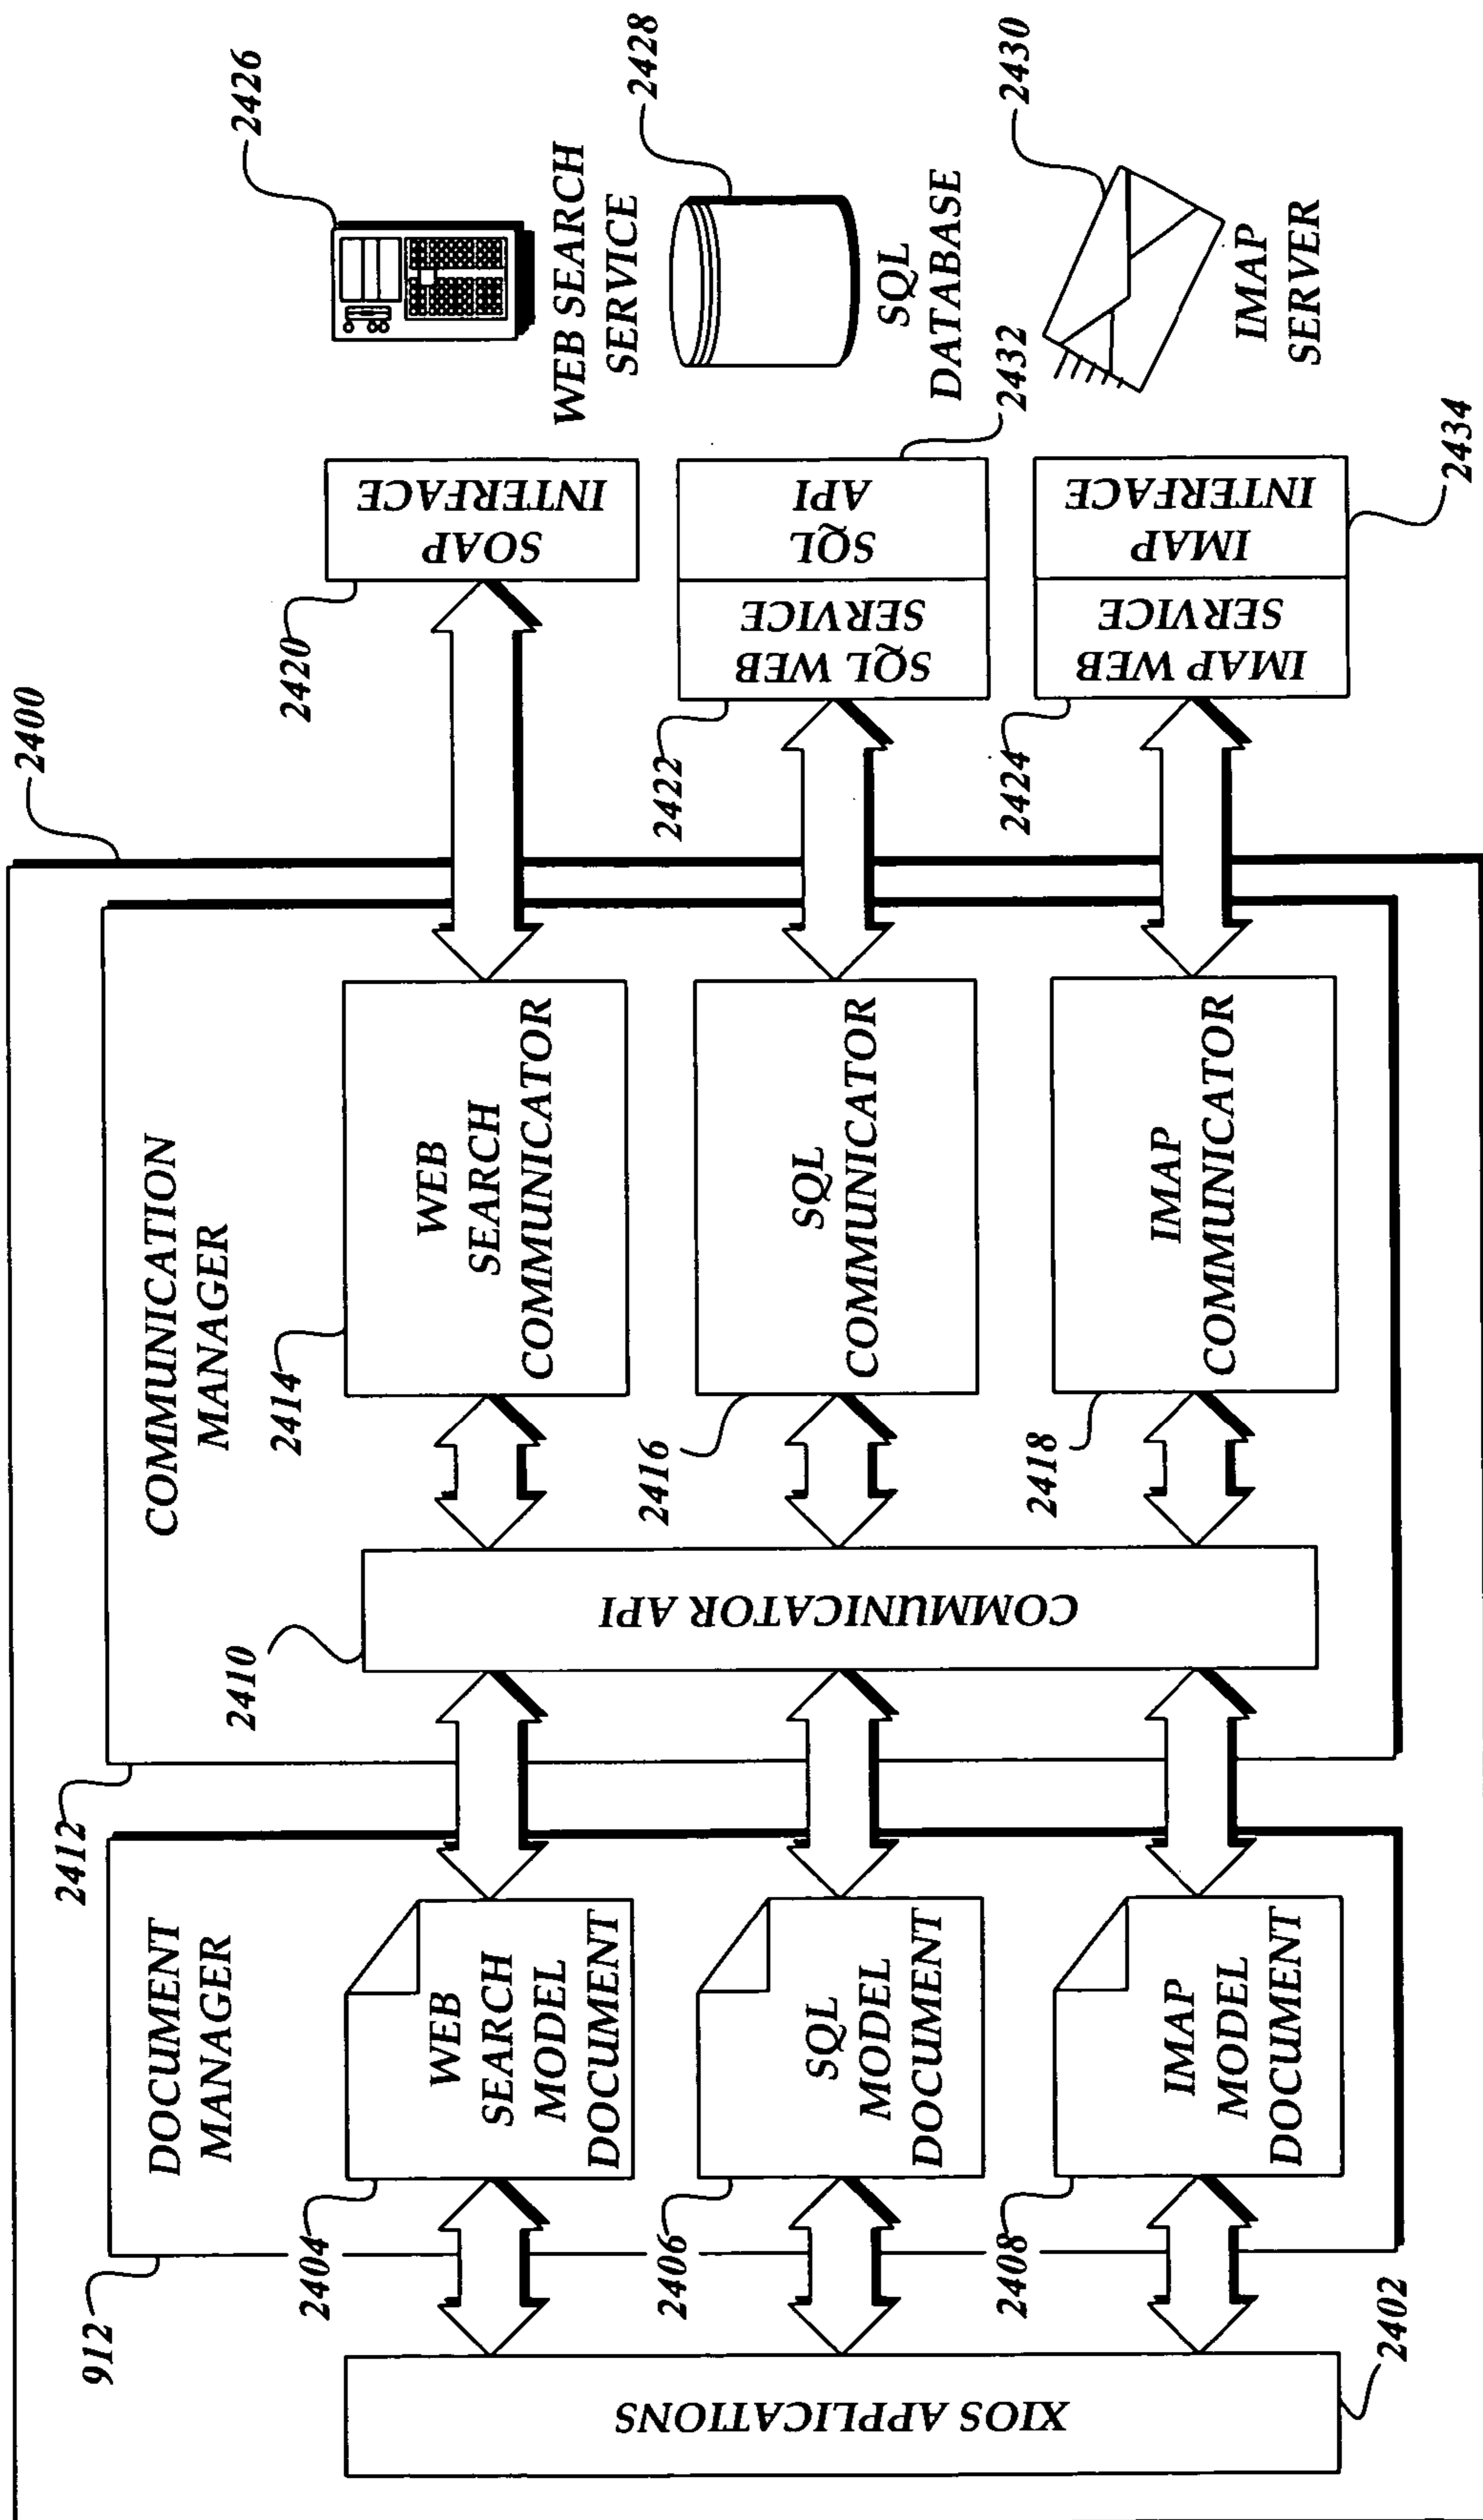 2400
912
DOCUMENT
MANAGER
2412
COMMUNICATION
MANAGER
2410
2414
2420
2426
XIOS APPLICATIONS
2404
WEB
SEARCH
MODEL
DOCUMENT
COMMUNICATOR API
WEB
SEARCH
COMMUNICATOR
SOAP
INTERFACE
WEB SEARCH
SERVICE
2406
SQL
MODEL
DOCUMENT
2416
SQL
COMMUNICATOR
2422
SQL WEB
SERVICE
SQL
API
2428
SQL
DATABASE
2432
2408
IMAP
MODEL
DOCUMENT
2418
IMAP
COMMUNICATOR
2424
IMAP WEB
SERVICE
IMAP
INTERFACE
2430
IMAP
SERVER
2402
2434